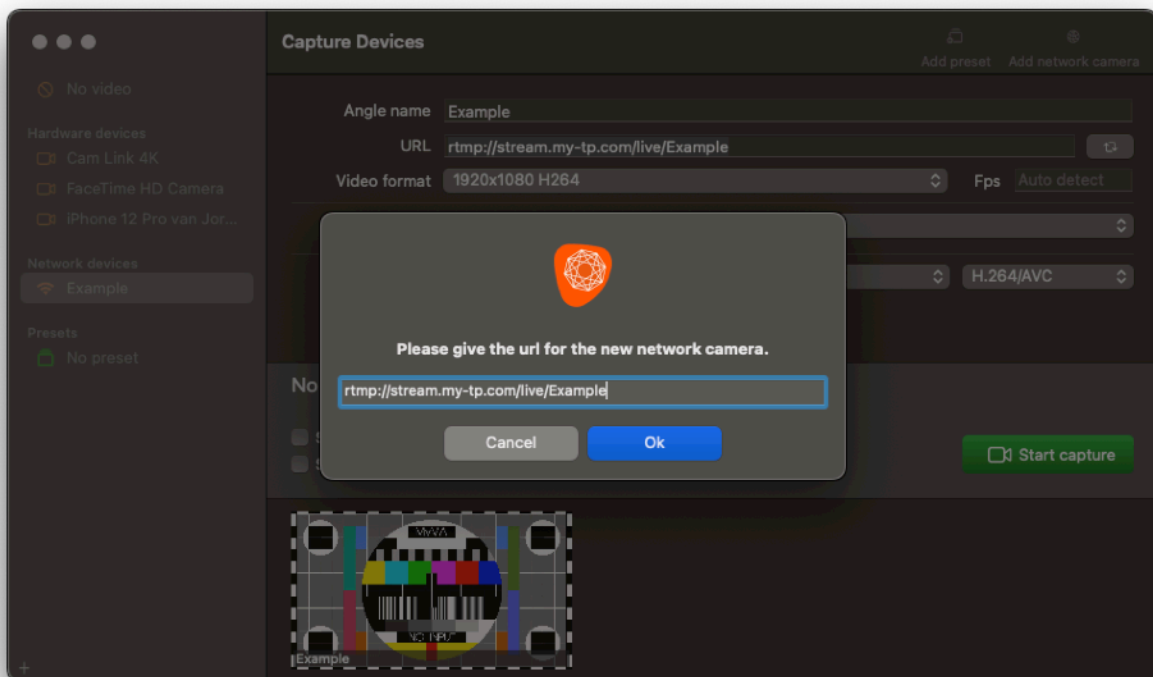 Capture Devices
Add preset
Add network camera
No video
Hardware devices
Cam Link 4K
FaceTime HD Camera
iPhone 12 Pro van Jor...
Network devices
Example
Presets
No preset
Angle name
Example
URL
rtmp://stream.my-tp.com/live/Example
Video format
1920x1080 H264
Fps
Auto detect
H.264/AVC
Please give the url for the new network camera.
rtmp://stream.my-tp.com/live/Example
Cancel
Ok
No
Start capture
NO INPUT
Example
+